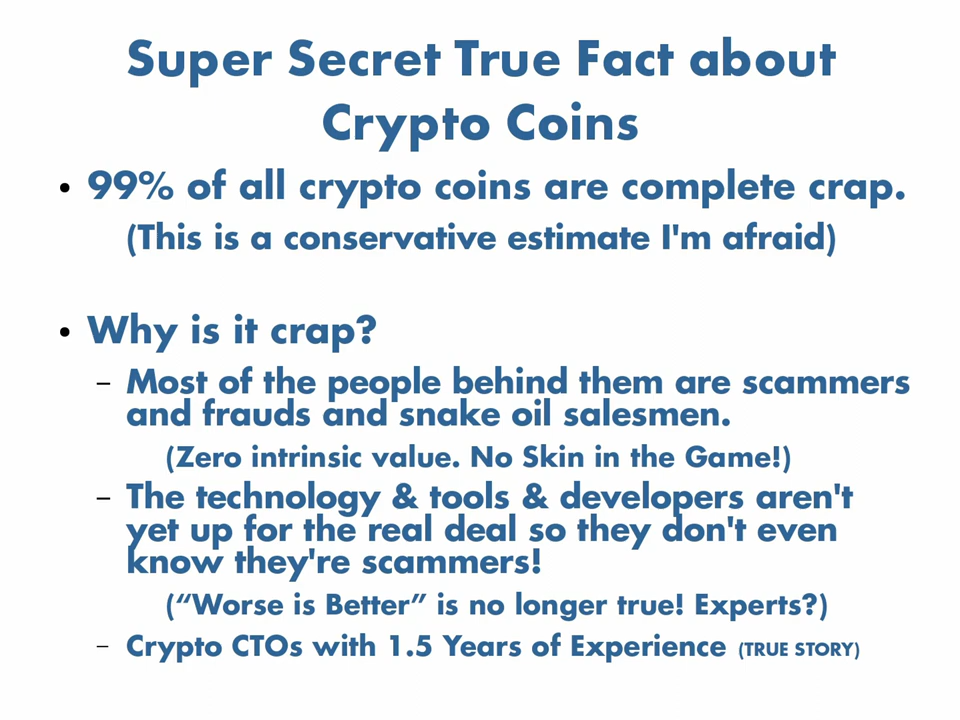 Super Secret True Fact about
Crypto Coins
• 99% of all crypto coins are complete crap.
(This is a conservative estimate I'm afraid)
• Why is it crap?
– Most of the people behind them are scammers
and frauds and snake oil salesmen.
(Zero intrinsic value. No Skin in the Game!)
– The technology & tools & developers aren't
yet up for the real deal so they don't even
know they're scammers!
(“Worse is Better” is no longer true! Experts?)
– Crypto CTOs with 1.5 Years of Experience (TRUE STORY)